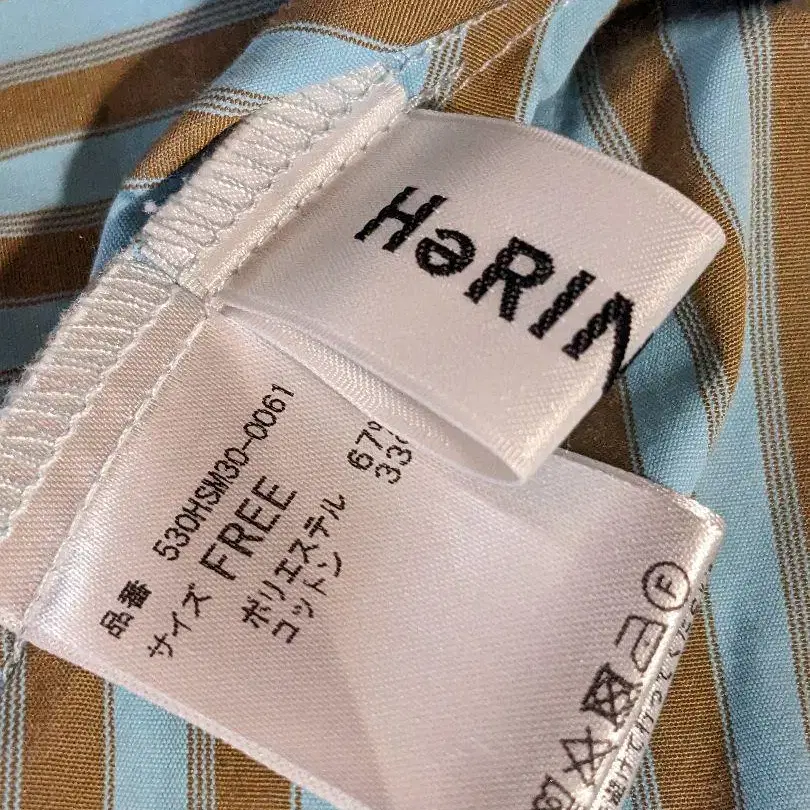 HəRIN
品番 530HSM30-0061
サイズ FREE
ポリエステル 67%
コットン 33%
F